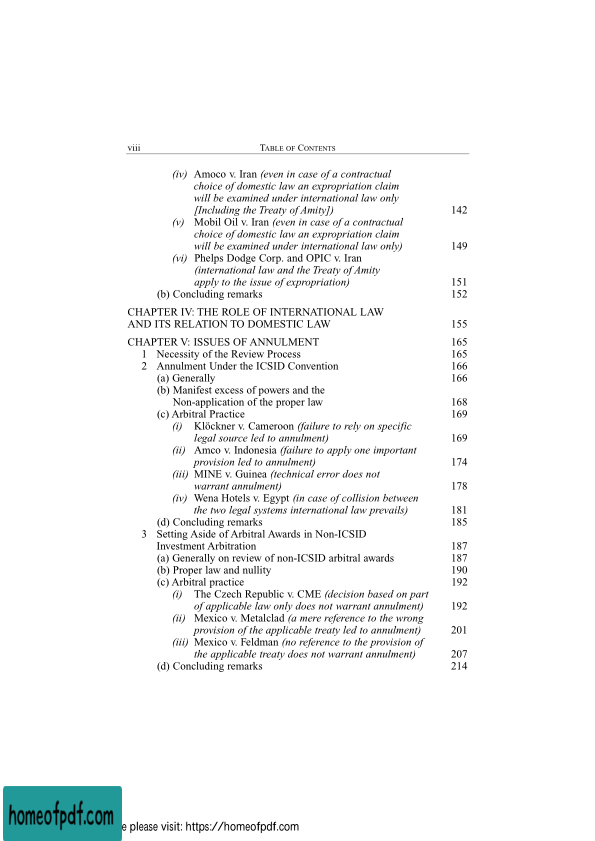 viii TABLE OF CONTENTS
(iv) Amoco v. Iran (even in case of a contractual
choice of domestic law an expropriation claim
will be examined under international law only
[Including the Treaty of Amity]) 142
(v) Mobil Oil v. Iran (even in case of a contractual
choice of domestic law an expropriation claim
will be examined under international law only) 149
(vi) Phelps Dodge Corp. and OPIC v. Iran
(international law and the Treaty of Amity
apply to the issue of expropriation) 151
(b) Concluding remarks 152
CHAPTER IV: THE ROLE OF INTERNATIONAL LAW
AND ITS RELATION TO DOMESTIC LAW 155
CHAPTER V: ISSUES OF ANNULMENT 165
1 Necessity of the Review Process 165
2 Annulment Under the ICSID Convention 166
(a) Generally 166
(b) Manifest excess of powers and the
Non-application of the proper law 168
(c) Arbitral Practice 169
(i) Klöckner v. Cameroon (failure to rely on specific
legal source led to annulment) 169
(ii) Amco v. Indonesia (failure to apply one important
provision led to annulment) 174
(iii) MINE v. Guinea (technical error does not
warrant annulment) 178
(iv) Wena Hotels v. Egypt (in case of collision between
the two legal systems international law prevails) 181
(d) Concluding remarks 185
3 Setting Aside of Arbitral Awards in Non-ICSID
Investment Arbitration 187
(a) Generally on review of non-ICSID arbitral awards 187
(b) Proper law and nullity 190
(c) Arbitral practice 192
(i) The Czech Republic v. CME (decision based on part
of applicable law only does not warrant annulment) 192
(ii) Mexico v. Metalclad (a mere reference to the wrong
provision of the applicable treaty led to annulment) 201
(iii) Mexico v. Feldman (no reference to the provision of
the applicable treaty does not warrant annulment) 207
(d) Concluding remarks 214
homeofpdf.com
e please visit: https://homeofpdf.com